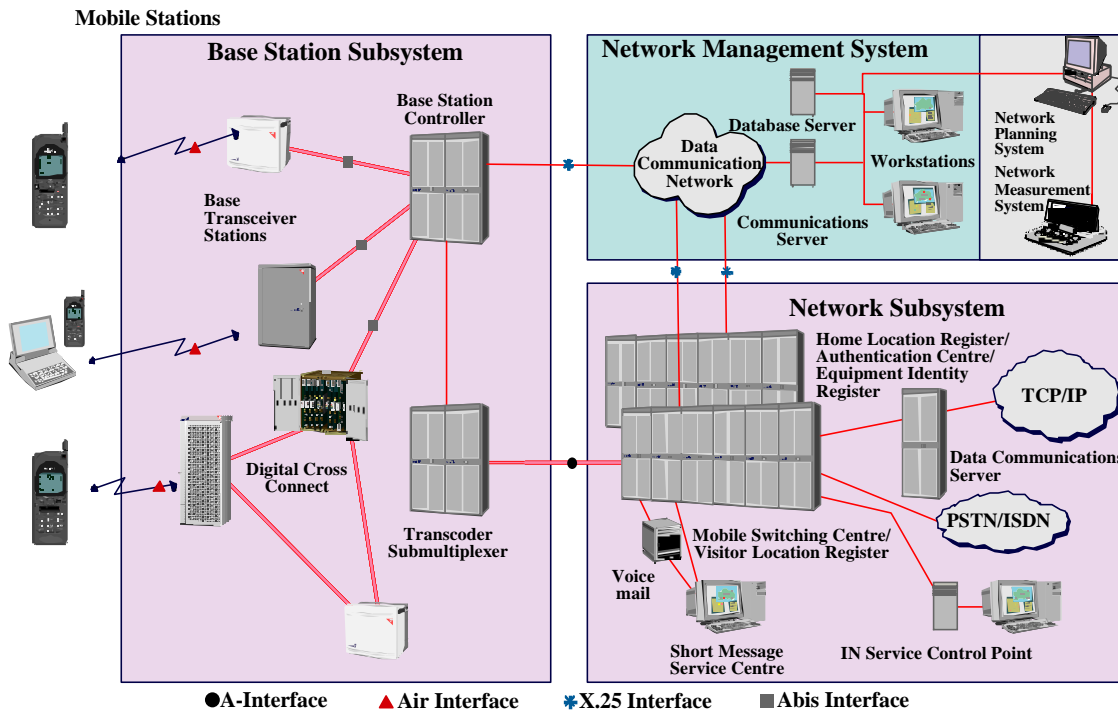 Mobile Stations
Base Station Subsystem
Base Station
Controller
Base
Transceiver
Stations
Digital Cross
Connect
Transcoder
Submultiplexer
Network Management System
Database Server
Data
Communication
Network
Workstations
Communications
Server
Network
Planning
System
Network
Measurement
System
Network Subsystem
Home Location Register/
Authentication Centre/
Equipment Identity
Register
TCP/IP
Data Communications
Server
PSTN/ISDN
Mobile Switching Centre/
Visitor Location Register
Voice
mail
Short Message
Service Centre
IN Service Control Point
A-Interface
Air Interface
X.25 Interface
Abis Interface